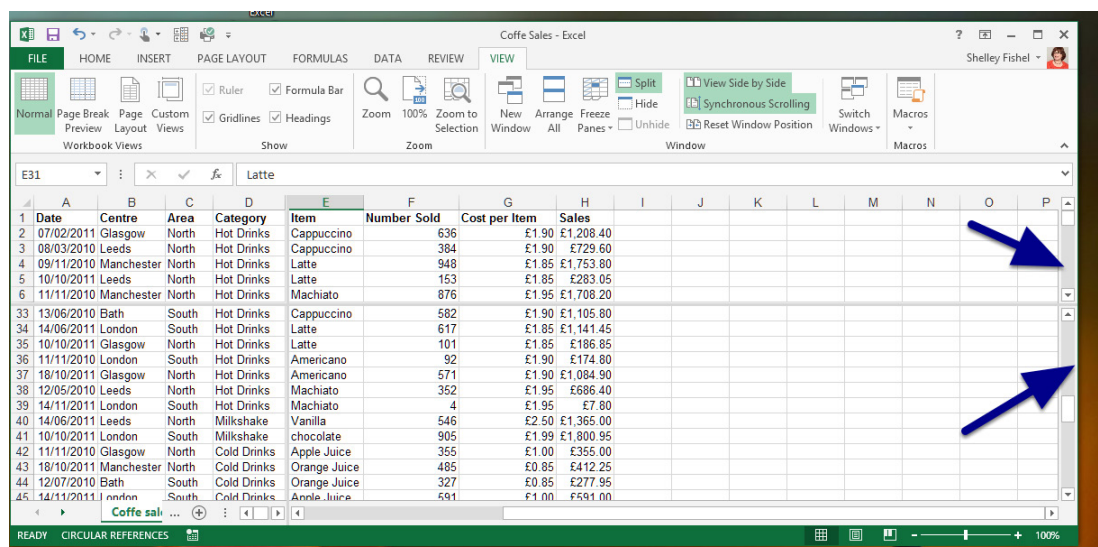 Excel
Coffe Sales - Excel
?
Shelley Fishel
FILE HOME INSERT PAGE LAYOUT FORMULAS DATA REVIEW VIEW
Normal Page Break Preview Page Layout Custom Views
Workbook Views
Ruler Formula Bar
Gridlines Headings
Show
Zoom 100% Zoom to Selection
Zoom
New Window Arrange All Freeze Panes
Split
Hide
Unhide
View Side by Side
Synchronous Scrolling
Reset Window Position
Switch Windows
Window
Macros
Macros
E31 fx Latte
A B C D E F G H I J K L M N O P
1 Date Centre Area Category Item Number Sold Cost per Item Sales
2 07/02/2011 Glasgow North Hot Drinks Cappuccino 636 £1.90 £1,208.40
3 08/03/2010 Leeds North Hot Drinks Cappuccino 384 £1.90 £729.60
4 09/11/2010 Manchester North Hot Drinks Latte 948 £1.85 £1,753.80
5 10/10/2011 Leeds North Hot Drinks Latte 153 £1.85 £283.05
6 11/11/2010 Manchester North Hot Drinks Machiato 876 £1.95 £1,708.20
33 13/06/2010 Bath South Hot Drinks Cappuccino 582 £1.90 £1,105.80
34 14/06/2011 London South Hot Drinks Latte 617 £1.85 £1,141.45
35 10/10/2011 Glasgow North Hot Drinks Latte 101 £1.85 £186.85
36 11/11/2010 London South Hot Drinks Americano 92 £1.90 £174.80
37 18/10/2011 Glasgow North Hot Drinks Americano 571 £1.90 £1,084.90
38 12/05/2010 Leeds North Hot Drinks Machiato 352 £1.95 £686.40
39 14/11/2011 London South Hot Drinks Machiato 4 £1.95 £7.80
40 14/06/2011 Leeds North Milkshake Vanilla 546 £2.50 £1,365.00
41 10/10/2011 London South Milkshake chocolate 905 £1.99 £1,800.95
42 11/11/2010 Glasgow North Cold Drinks Apple Juice 355 £1.00 £355.00
43 18/10/2011 Manchester North Cold Drinks Orange Juice 485 £0.85 £412.25
44 12/07/2010 Bath South Cold Drinks Orange Juice 327 £0.85 £277.95
45 14/11/2011 London South Cold Drinks Apple Juice 591 £1.00 £591.00
Coffe sal ...
READY CIRCULAR REFERENCES 100%